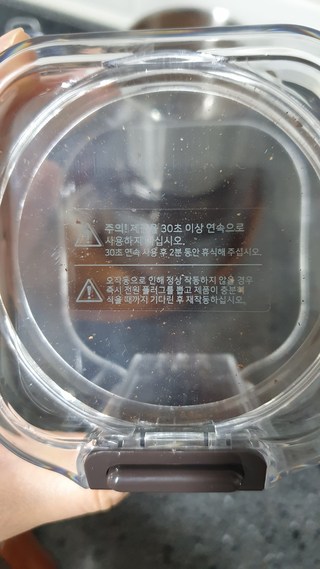 주의! 제품을 30초 이상 연속으로
사용하지 마십시오.
30초 연속 사용 후 2분 동안 휴식해 주십시오.
오작동으로 인해 정상 작동하지 않을 경우
즉시 전원 플러그를 뽑고 제품이 충분히
식을 때까지 기다린 후 재작동하십시오.